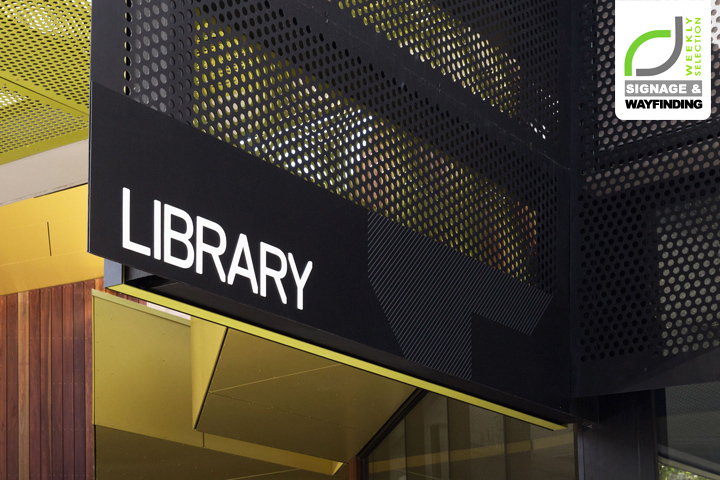 LIBRARY
WEEKLY
SELECTION
SIGNAGE &
WAYFINDING